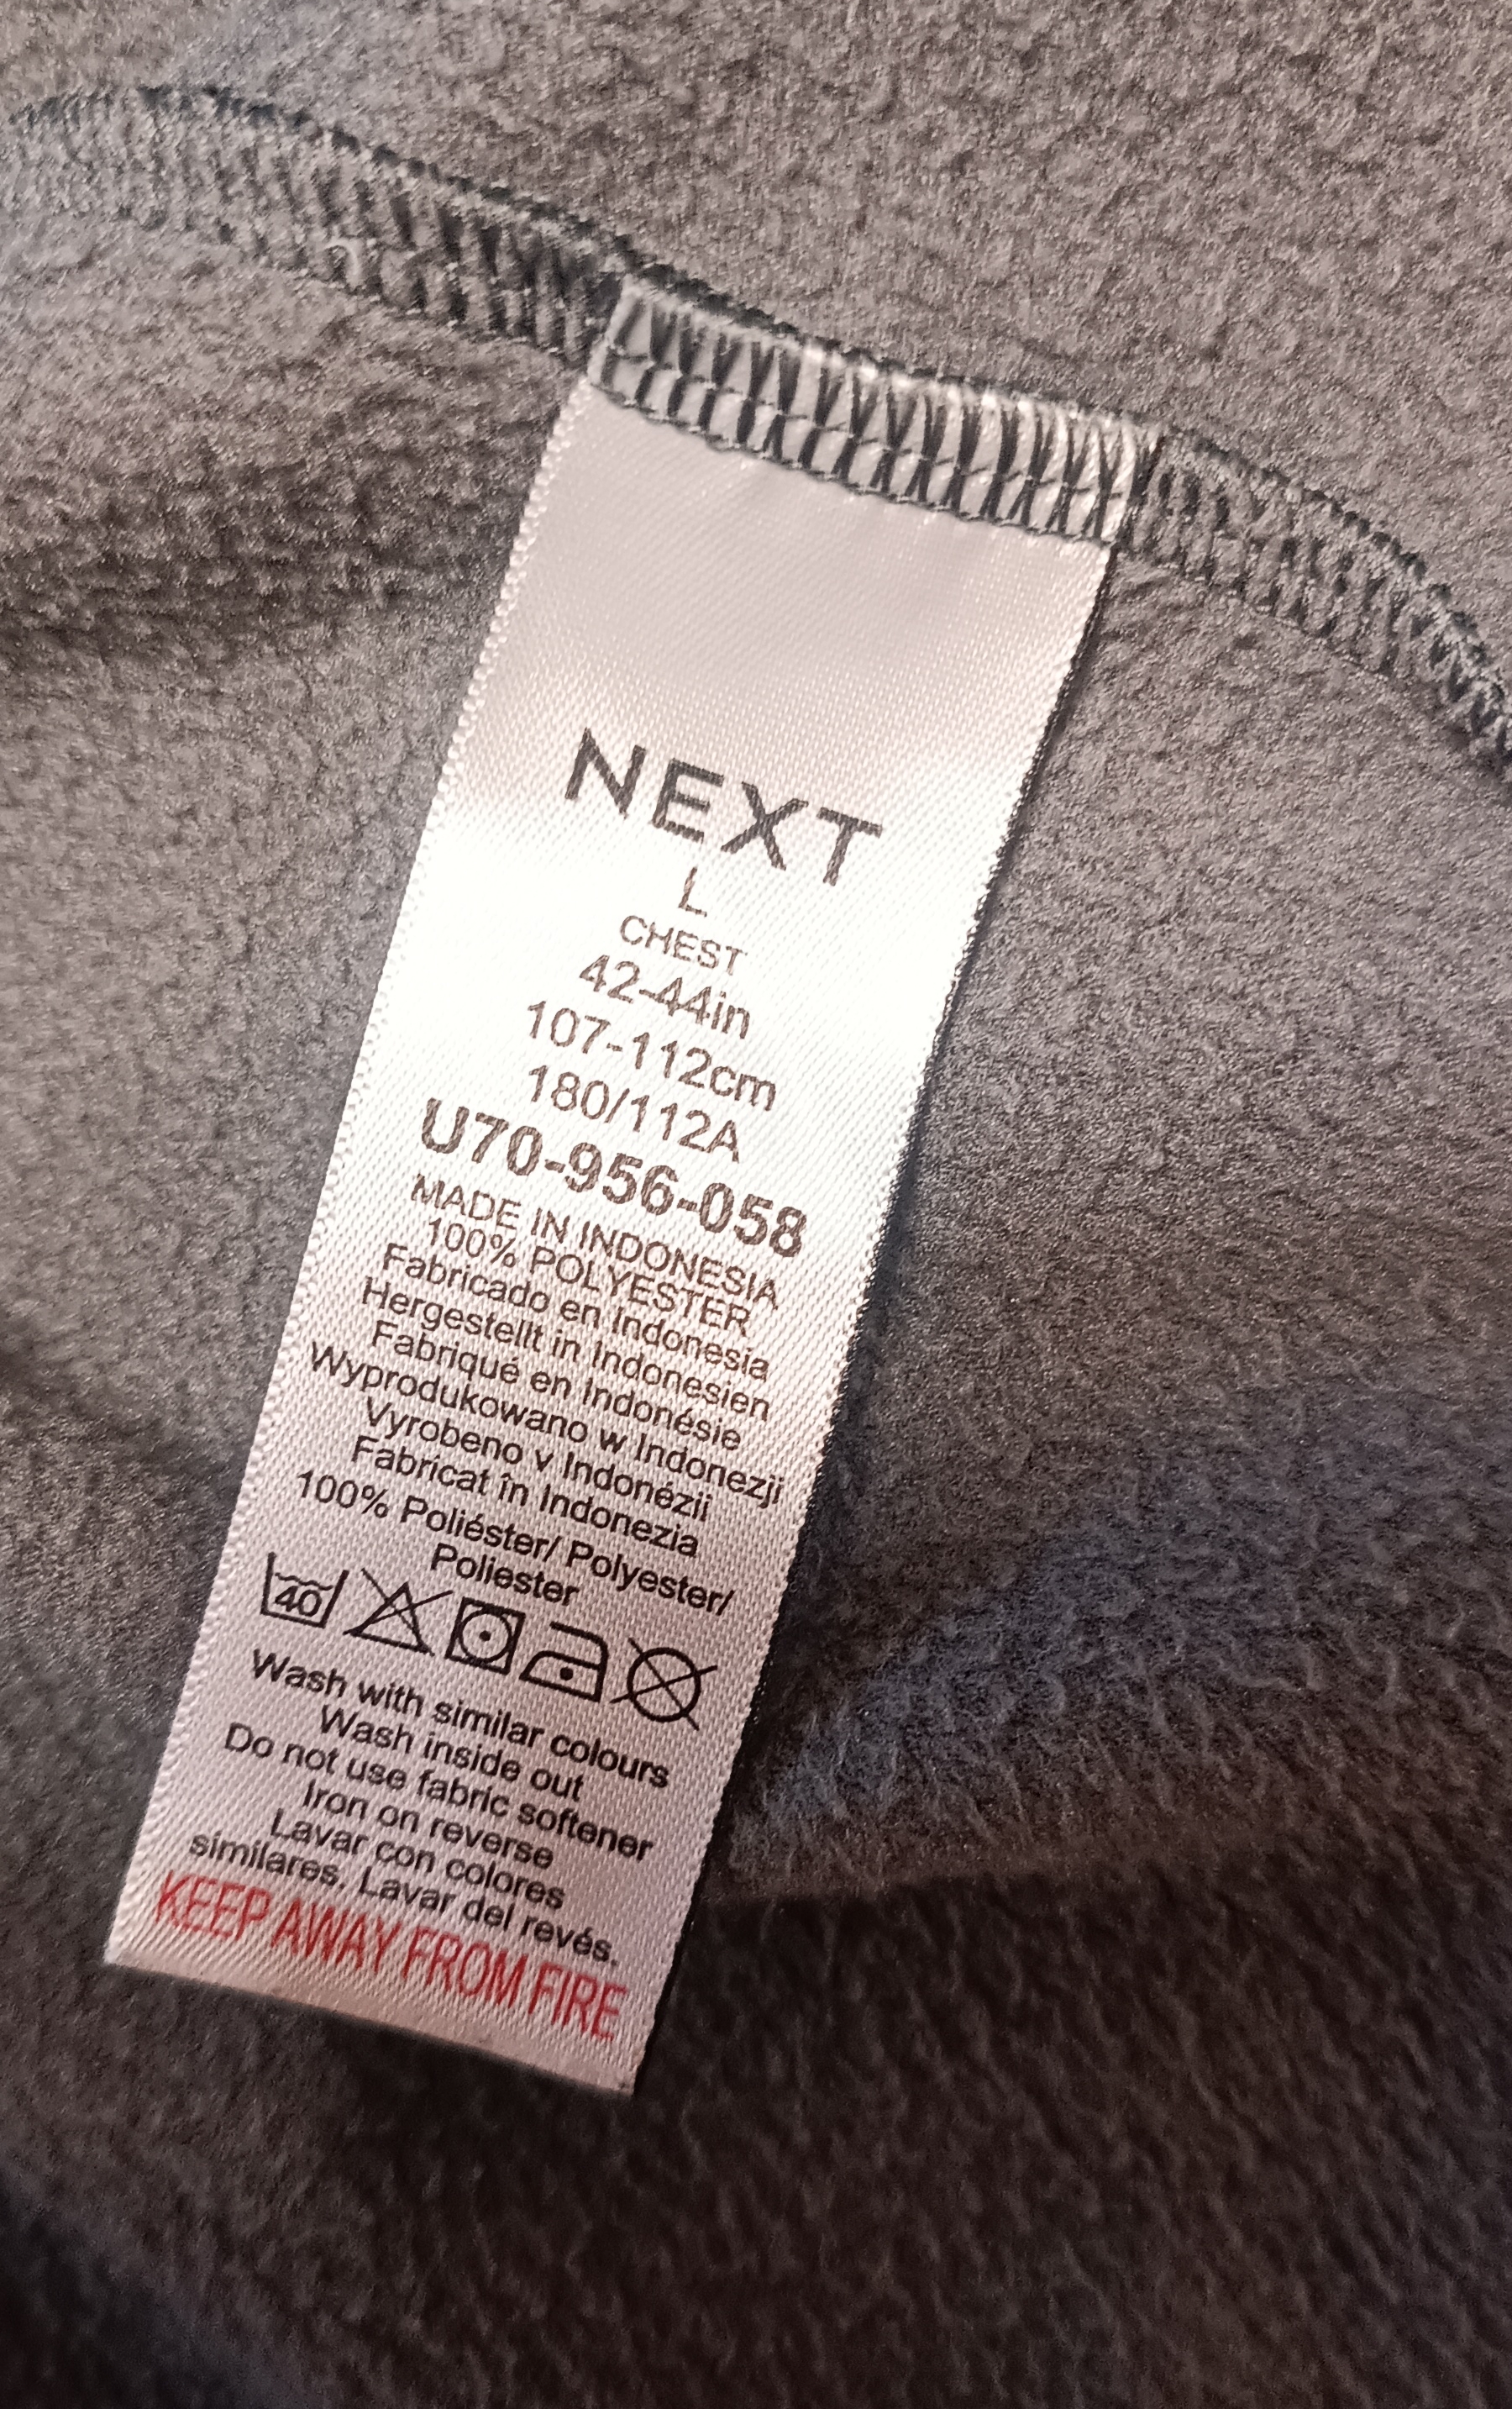 NEXT
L
CHEST
42-44in
107-112cm
180/112A
U70-956-058
MADE IN INDONESIA
100% POLYESTER
Fabricado en Indonesia
Hergestellt in Indonesien
Fabriqué en Indonésie
Wyprodukowano w Indonezji
Vyrobeno v Indonézii
Fabricat în Indonezia
100% Poliéster/ Polyester/
Poliester
40
Wash with similar colours
Wash inside out
Do not use fabric softener
Iron on reverse
Lavar con colores
similares. Lavar del revés.
KEEP AWAY FROM FIRE